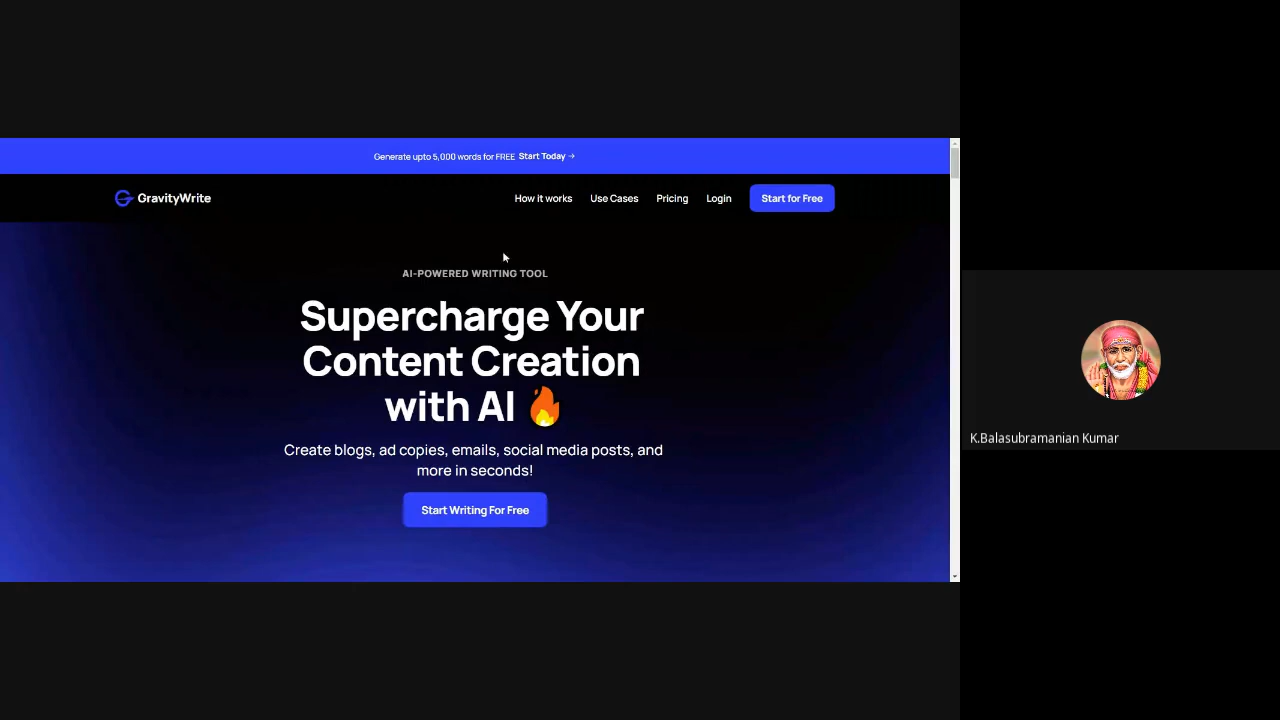 Generate upto 5,000 words for FREE Start Today →
GravityWrite
How it works Use Cases Pricing Login Start for Free
AI-POWERED WRITING TOOL
Supercharge Your
Content Creation
with AI 🔥
Create blogs, ad copies, emails, social media posts, and
more in seconds!
Start Writing For Free
K.Balasubramanian Kumar